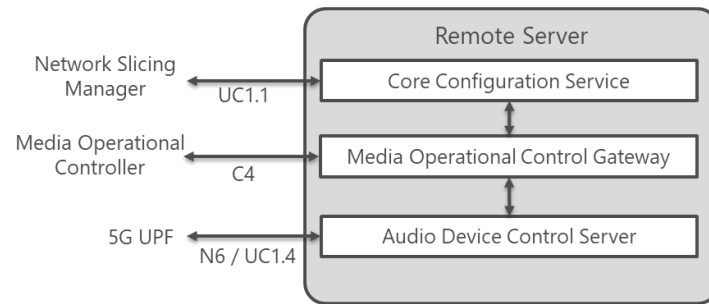 Remote Server
Network Slicing
Manager
UC1.1
Core Configuration Service
Media Operational
Controller
C4
Media Operational Control Gateway
5G UPF
N6 / UC1.4
Audio Device Control Server